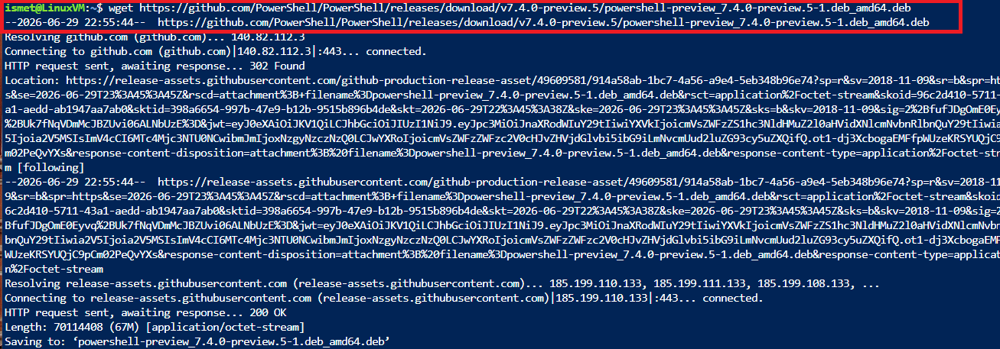 ismet@LinuxVM:~$ wget https://github.com/PowerShell/PowerShell/releases/download/v7.4.0-preview.5/powershell-preview_7.4.0-preview.5-1.deb_amd64.deb
--2026-06-29 22:55:44--  https://github.com/PowerShell/PowerShell/releases/download/v7.4.0-preview.5/powershell-preview_7.4.0-preview.5-1.deb_amd64.deb
Resolving github.com (github.com)... 140.82.112.3
Connecting to github.com (github.com)|140.82.112.3|:443... connected.
HTTP request sent, awaiting response... 302 Found
Location: https://release-assets.githubusercontent.com/github-production-release-asset/49609581/914a58ab-1bc7-4a56-a9e4-5eb348b96e74?sp=r&sv=2018-11-09&sr=b&spr=htt
s&se=2026-06-29T23%3A45%3A45Z&rscd=attachment%3B+filename%3Dpowershell-preview_7.4.0-preview.5-1.deb_amd64.deb&rsct=application%2Foctet-stream&skoid=96c2d410-5711-
a1-aedd-ab1947aa7ab0&sktid=398a6654-997b-47e9-b12b-9515b896b4de&skt=2026-06-29T22%3A45%3A38Z&ske=2026-06-29T23%3A45%3A45Z&sks=b&skv=2018-11-09&sig=2%2BfufJDgOmE0Ey
%2BUk7fNqVDmMcJBZUvi06ALNbUzE%3D&jwt=eyJ0eXAiOiJKV1QiLCJhbGciOiJIUzI1NiJ9.eyJpc3MiOiJnaXRodWIuY29tIiwiYXVkIjoicmVsZWFzZS1hc3NldHMuZ2l0aHVidXNlcmNvbnRlbnQuY29tIiwia
5Ijoia2V5MSIsImV4cCI6MTc4Mjc3NTU0NCwibmJmIjoxNzgyNzczNzQ0LCJwYXRoIjoicmVsZWFzZWFzc2V0cHJvZHVjdGlvbi5ibG9iLmNvcmUud2luZG93cy5uZXQifQ.ot1-dj3XcbogaEMFfpWUzeKRSYUQjC9
m02PeQvYXs&response-content-disposition=attachment%3B%20filename%3Dpowershell-preview_7.4.0-preview.5-1.deb_amd64.deb&response-content-type=application%2Foctet-stre
m [following]
--2026-06-29 22:55:44--  https://release-assets.githubusercontent.com/github-production-release-asset/49609581/914a58ab-1bc7-4a56-a9e4-5eb348b96e74?sp=r&sv=2018-11
9&sr=b&spr=https&se=2026-06-29T23%3A45%3A45Z&rscd=attachment%3B+filename%3Dpowershell-preview_7.4.0-preview.5-1.deb_amd64.deb&rsct=application%2Foctet-stream&skoid
6c2d410-5711-43a1-aedd-ab1947aa7ab0&sktid=398a6654-997b-47e9-b12b-9515b896b4de&skt=2026-06-29T22%3A45%3A38Z&ske=2026-06-29T23%3A45%3A45Z&sks=b&skv=2018-11-09&sig=2
BfufJDgOmE0Eyvq%2BUk7fNqVDmMcJBZUvi06ALNbUzE%3D&jwt=eyJ0eXAiOiJKV1QiLCJhbGciOiJIUzI1NiJ9.eyJpc3MiOiJnaXRodWIuY29tIiwiYXVkIjoicmVsZWFzZS1hc3NldHMuZ2l0aHVidXNlcmNvbn
bnQuY29tIiwia2V5Ijoia2V5MSIsImV4cCI6MTc4Mjc3NTU0NCwibmJmIjoxNzgyNzczNzQ0LCJwYXRoIjoicmVsZWFzZWFzc2V0cHJvZHVjdGlvbi5ibG9iLmNvcmUud2luZG93cy5uZXQifQ.ot1-dj3XcbogaEMF
WUzeKRSYUQjC9pCm02PeQvYXs&response-content-disposition=attachment%3B%20filename%3Dpowershell-preview_7.4.0-preview.5-1.deb_amd64.deb&response-content-type=applicat
n%2Foctet-stream
Resolving release-assets.githubusercontent.com (release-assets.githubusercontent.com)... 185.199.110.133, 185.199.111.133, 185.199.108.133, ...
Connecting to release-assets.githubusercontent.com (release-assets.githubusercontent.com)|185.199.110.133|:443... connected.
HTTP request sent, awaiting response... 200 OK
Length: 70114408 (67M) [application/octet-stream]
Saving to: ‘powershell-preview_7.4.0-preview.5-1.deb_amd64.deb’